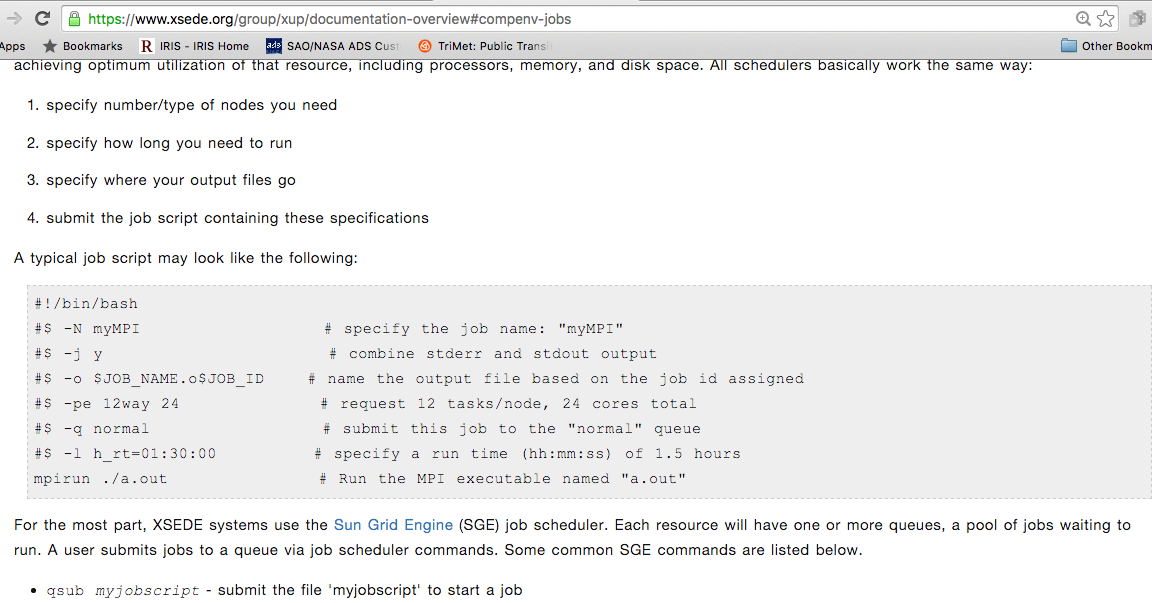 https://www.xsede.org/group/xup/documentation-overview#compenv-jobs
Apps Bookmarks R IRIS - IRIS Home ads SAO/NASA ADS Cust TriMet: Public Transi Other Bookm
achieving optimum utilization of that resource, including processors, memory, and disk space. All schedulers basically work the same way:
1. specify number/type of nodes you need
2. specify how long you need to run
3. specify where your output files go
4. submit the job script containing these specifications
A typical job script may look like the following:
#!/bin/bash
#$ -N myMPI # specify the job name: "myMPI"
#$ -j y # combine stderr and stdout output
#$ -o $JOB_NAME.o$JOB_ID # name the output file based on the job id assigned
#$ -pe 12way 24 # request 12 tasks/node, 24 cores total
#$ -q normal # submit this job to the "normal" queue
#$ -l h_rt=01:30:00 # specify a run time (hh:mm:ss) of 1.5 hours
mpirun ./a.out # Run the MPI executable named "a.out"
For the most part, XSEDE systems use the Sun Grid Engine (SGE) job scheduler. Each resource will have one or more queues, a pool of jobs waiting to
run. A user submits jobs to a queue via job scheduler commands. Some common SGE commands are listed below.
• qsub myjobscript - submit the file 'myjobscript' to start a job